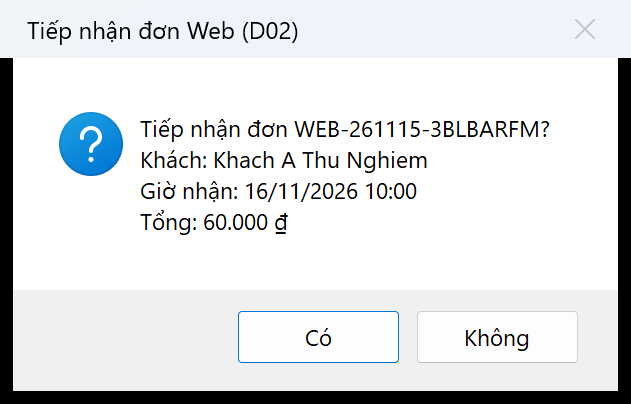 Tiếp nhận đơn Web (D02)
Tiếp nhận đơn WEB-261115-3BLBARFM?
Khách: Khach A Thu Nghiem
Giờ nhận: 16/11/2026 10:00
Tổng: 60.000 ₫
Có
Không